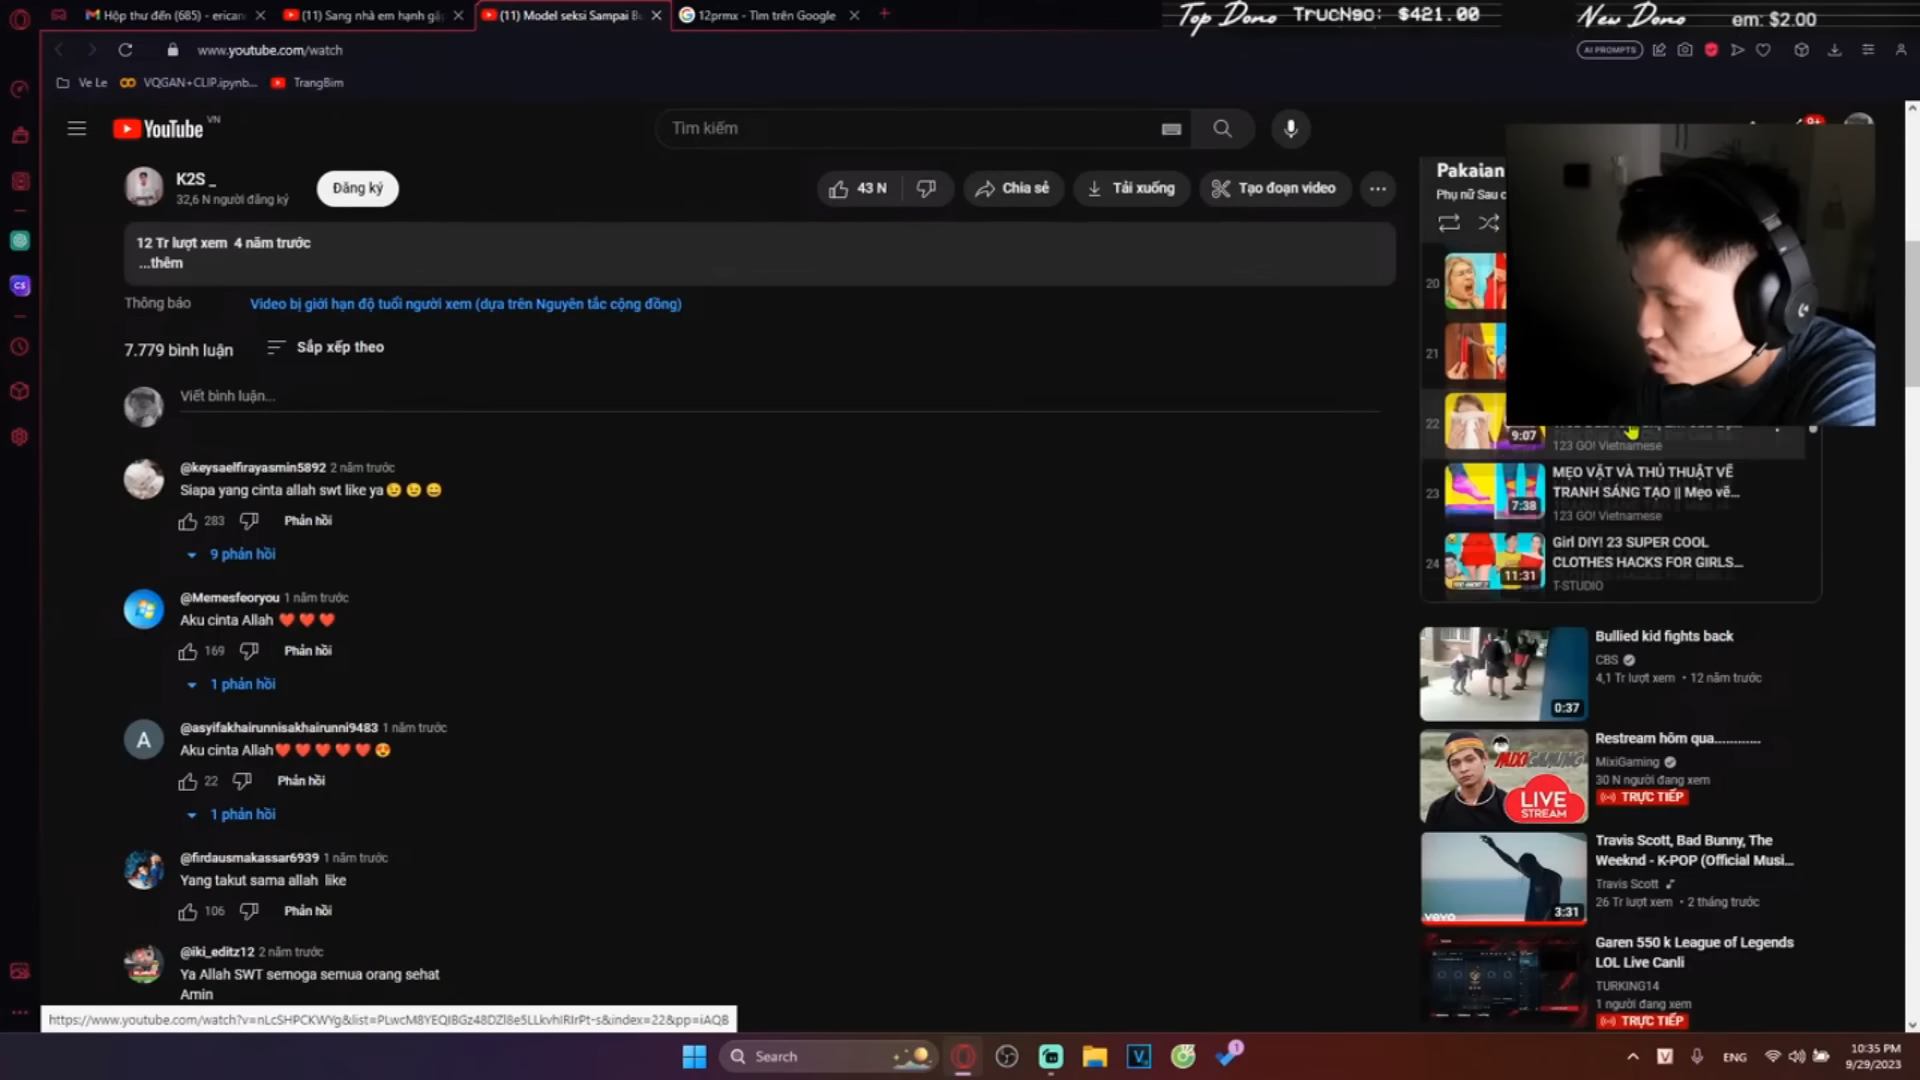 Hộp thư đến (685) - erican
(11) Sang nhà em hạnh gặ
(11) Model seksi Sampai B
12prmx - Tìm trên Google
Top Dono TrucNgo: $421.00
New Dono em: $2.00
www.youtube.com/watch
AI PROMPTS
Ve Le
VQGAN+CLIP.ipynb...
TrangBim
YouTube VN
Tìm kiếm
9+
K2S _
32,6 N người đăng ký
Đăng ký
43 N
Chia sẻ
Tải xuống
Tạo đoạn video
12 Tr lượt xem 4 năm trước
...thêm
Thông báo
Video bị giới hạn độ tuổi người xem (dựa trên Nguyên tắc cộng đồng)
7.779 bình luận
Sắp xếp theo
Viết bình luận...
@keysaelfirayasmin5892 2 năm trước
Siapa yang cinta allah swt like ya
283
Phản hồi
9 phản hồi
@Memesfeoryou 1 năm trước
Aku cinta Allah
169
Phản hồi
1 phản hồi
A
@asyifakhairunnisakhairunni9483 1 năm trước
Aku cinta Allah
22
Phản hồi
1 phản hồi
@firdausmakassar6939 1 năm trước
Yang takut sama allah like
106
Phản hồi
@iki_editz12 2 năm trước
Ya Allah SWT semoga semua orang sehat
Amin
Pakaian
Phụ nữ Sau c
20
21
22
9:07
123 GO! Vietnamese
23
7:38
MẸO VẶT VÀ THỦ THUẬT VẼ
TRANH SÁNG TẠO || Mẹo vẽ...
123 GO! Vietnamese
24
11:31
Girl DIY! 23 SUPER COOL
CLOTHES HACKS FOR GIRLS...
T-STUDIO
0:37
Bullied kid fights back
CBS
4,1 Tr lượt xem • 12 năm trước
MIXIGAMING
LIVE
STREAM
Restream hôm qua.............
MixiGaming
30 N người đang xem
TRỰC TIẾP
vevo
3:31
Travis Scott, Bad Bunny, The
Weeknd - K-POP (Official Musi...
Travis Scott
26 Tr lượt xem • 2 tháng trước
Garen 550 k League of Legends
LOL Live Canli
TURKING14
1 người đang xem
TRỰC TIẾP
https://www.youtube.com/watch?v=nLcSHPCKWYg&list=PLwcM8YEQIBGz48DZl8e5LLkvhIRIrPt-s&index=22&pp=iAQB
Search
1
ENG
10:35 PM
9/29/2023